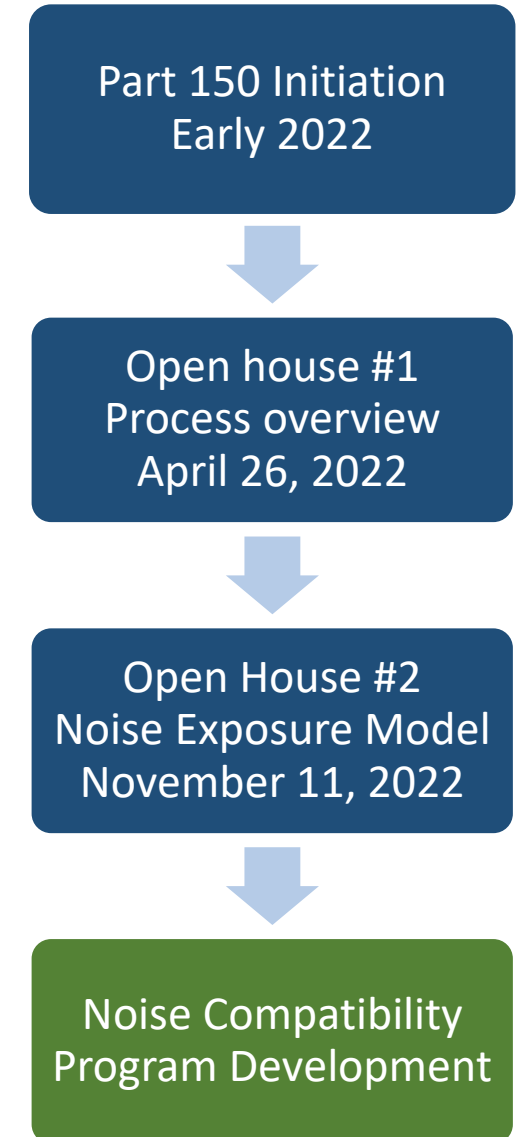 Part 150 Initiation
Early 2022
Open house #1
Process overview
April 26, 2022
Open House #2
Noise Exposure Model
November 11, 2022
Noise Compatibility
Program Development